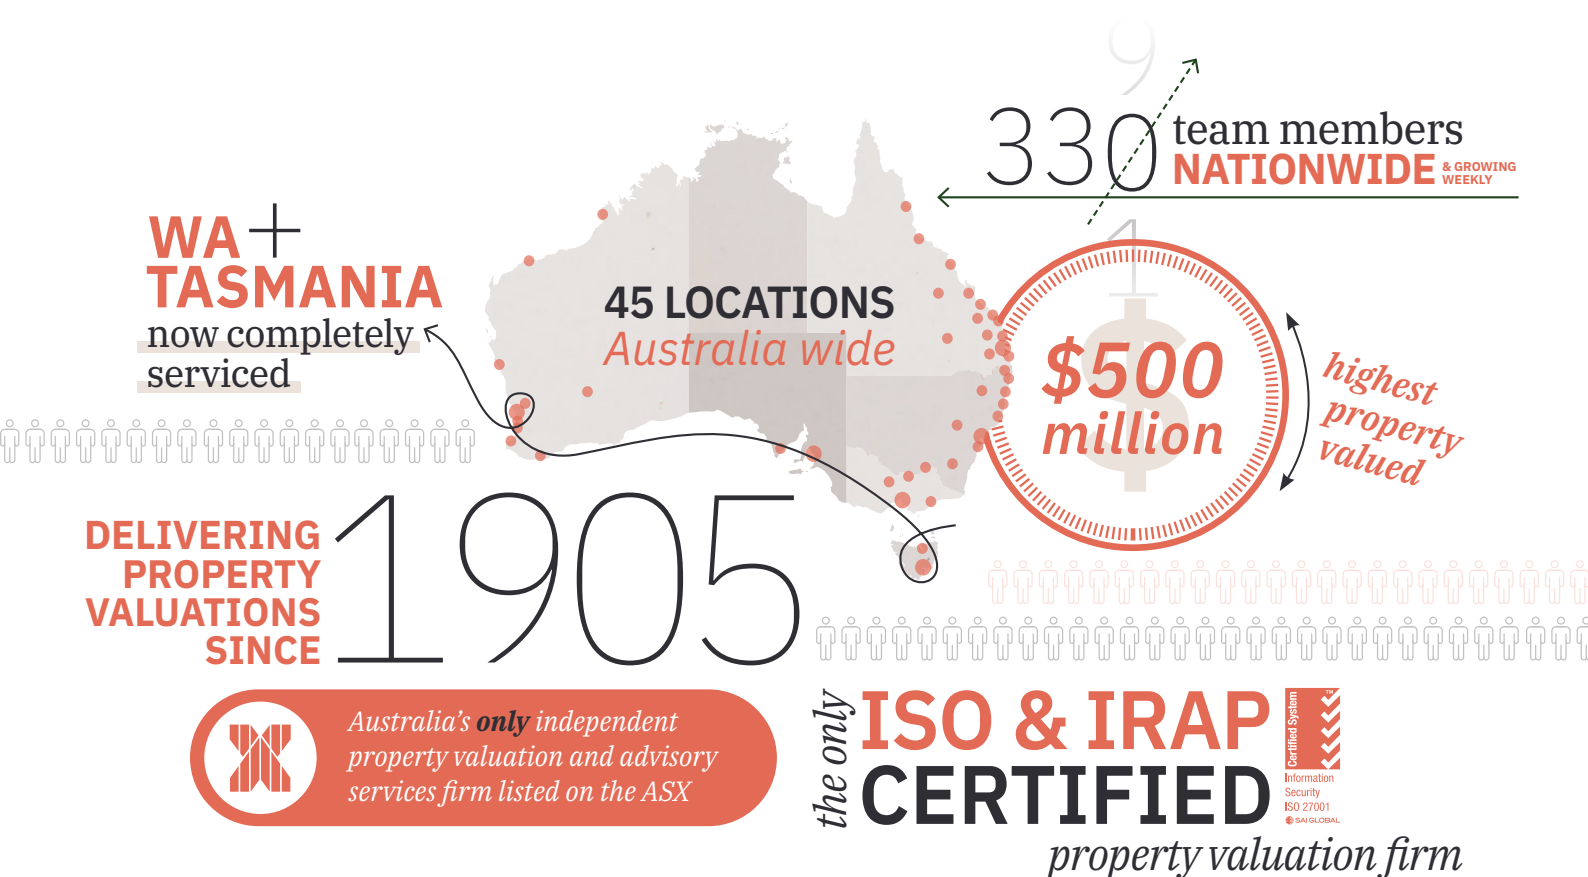 9
330 team members
NATIONWIDE & GROWING WEEKLY
1
WA +
TASMANIA
now completely
serviced
45 LOCATIONS
Australia wide
$
$500
million
highest
property
valued
DELIVERING
PROPERTY
VALUATIONS
SINCE
1905
Australia's only independent
property valuation and advisory
services firm listed on the ASX
the only
ISO & IRAP
CERTIFIED
property valuation firm
Certified System
TM
Information
Security
ISO 27001
SAI GLOBAL